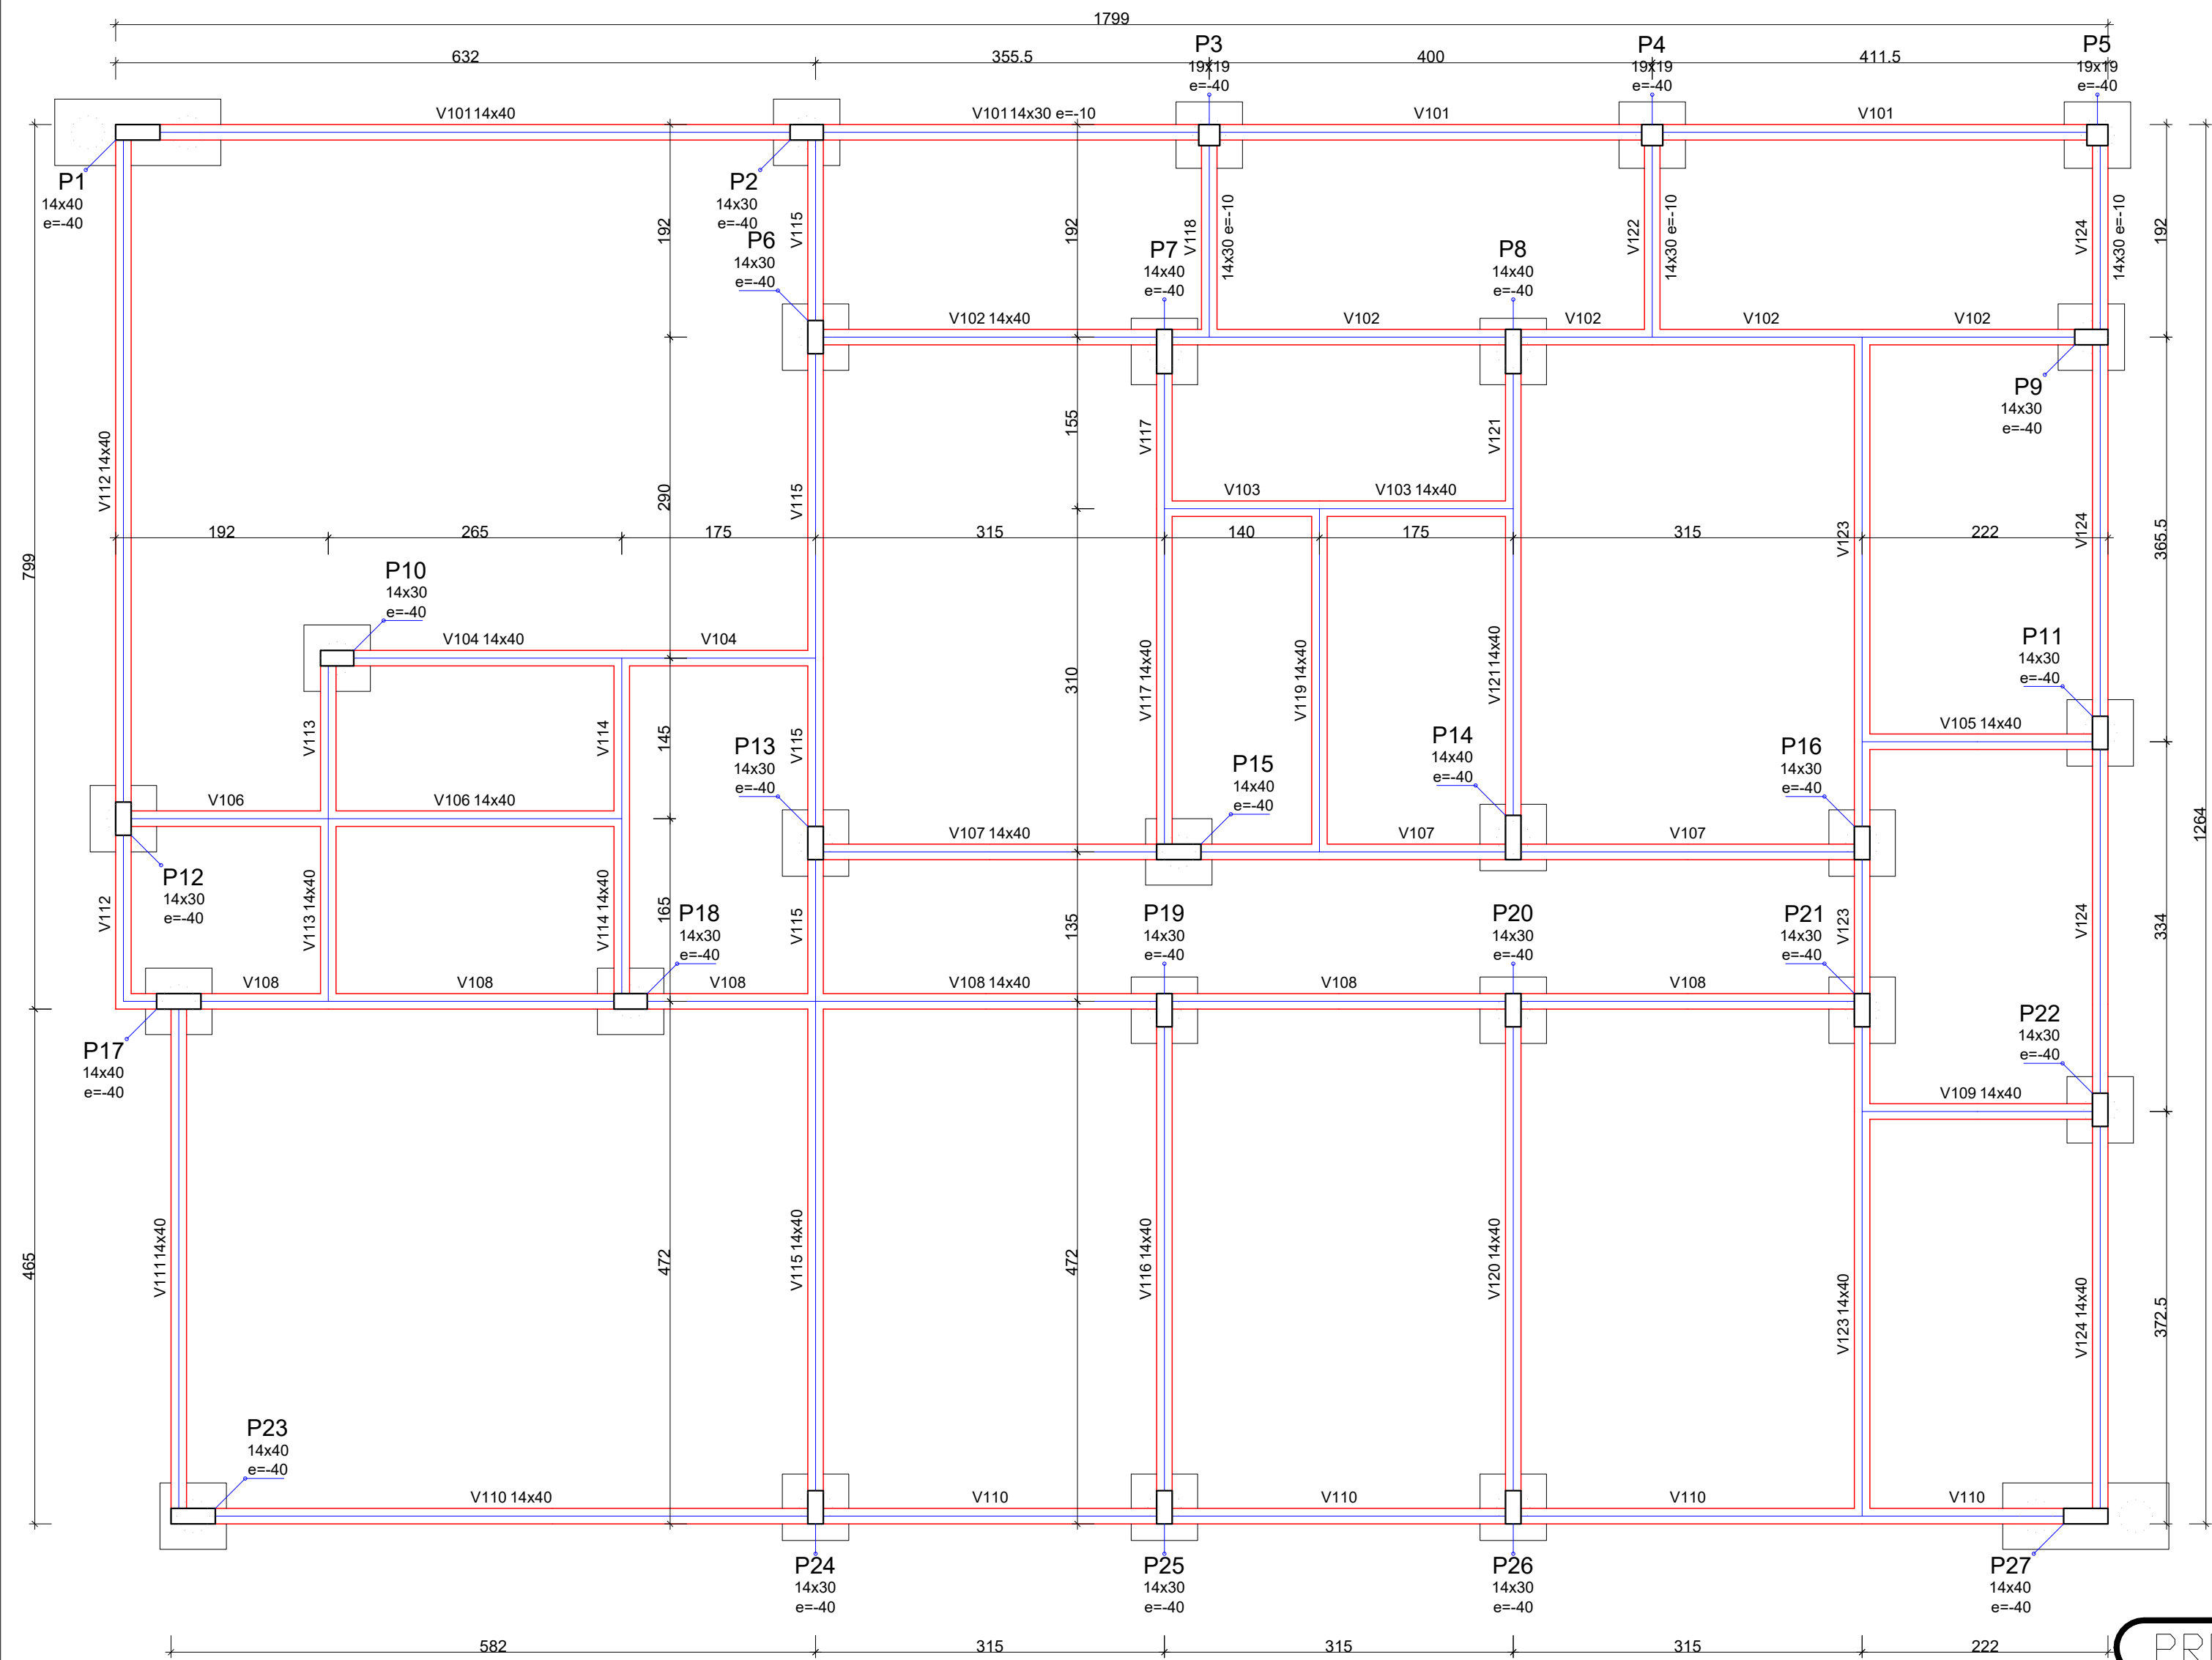 1799
632
355.5
400
411.5
P3
19x19
e=-40
P4
19x19
e=-40
P5
19x19
e=-40
V101 14x40
V101 14x30 e=-10
V101
V101
P1
14x40
e=-40
P2
14x30
e=-40
P6
14x30
e=-40
192
V115
192
V118
14x30 e=-10
V122
14x30 e=-10
V124
14x30 e=-10
192
P7
14x40
e=-40
P8
14x40
e=-40
V102 14x40
V102
V102
V102
V102
P9
14x30
e=-40
V112 14x40
799
290
V115
155
V117
V121
V103
V103 14x40
V123
V124
365.5
192
265
175
315
140
175
315
222
P10
14x30
e=-40
V104 14x40
V104
V113
V114
145
V115
310
V117 14x40
V119 14x40
V121 14x40
P11
14x30
e=-40
V105 14x40
P13
14x30
e=-40
P15
14x40
e=-40
P14
14x40
e=-40
P16
14x30
e=-40
V106
V106 14x40
V107 14x40
V107
V107
1264
P12
14x30
e=-40
V112
V113 14x40
V114 14x40
165
P18
14x30
e=-40
V115
135
P19
14x30
e=-40
P20
14x30
e=-40
P21
14x30
e=-40
V123
V124
334
V108
V108
V108
V108 14x40
V108
V108
P17
14x40
e=-40
P22
14x30
e=-40
V109 14x40
465
V111 14x40
472
V115 14x40
472
V116 14x40
V120 14x40
V123 14x40
V124 14x40
372.5
P23
14x40
e=-40
V110 14x40
V110
V110
V110
V110
P24
14x30
e=-40
P25
14x30
e=-40
P26
14x30
e=-40
P27
14x40
e=-40
582
315
315
315
222